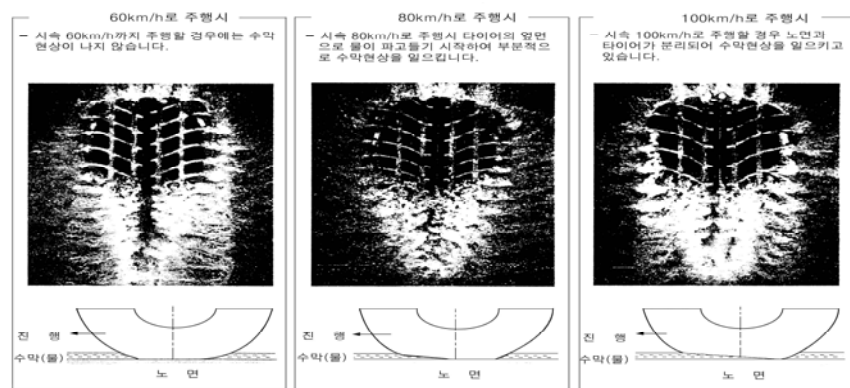 60km/h로 주행시
− 시속 60km/h까지 주행할 경우에는 수막
현상이 나지 않습니다.
진 행
수막(물)
노 면
80km/h로 주행시
− 시속 80km/h로 주행시 타이어의 옆면
으로 물이 파고들기 시작하여 부분적으
로 수막현상을 일으킵니다.
진 행
수막(물)
노 면
100km/h로 주행시
− 시속 100km/h로 주행할 경우 노면과
타이어가 분리되어 수막현상을 일으키고
있습니다.
진 행
수막(물)
노 면